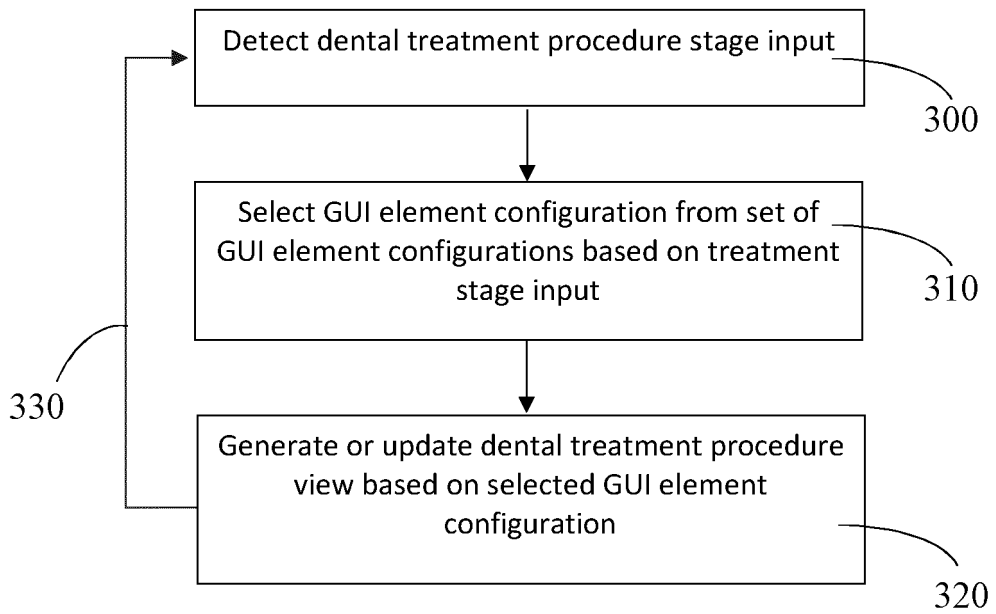 Detect dental treatment procedure stage input
300
Select GUI element configuration from set of
GUI element configurations based on treatment
stage input
310
330
Generate or update dental treatment procedure
view based on selected GUI element
configuration
320